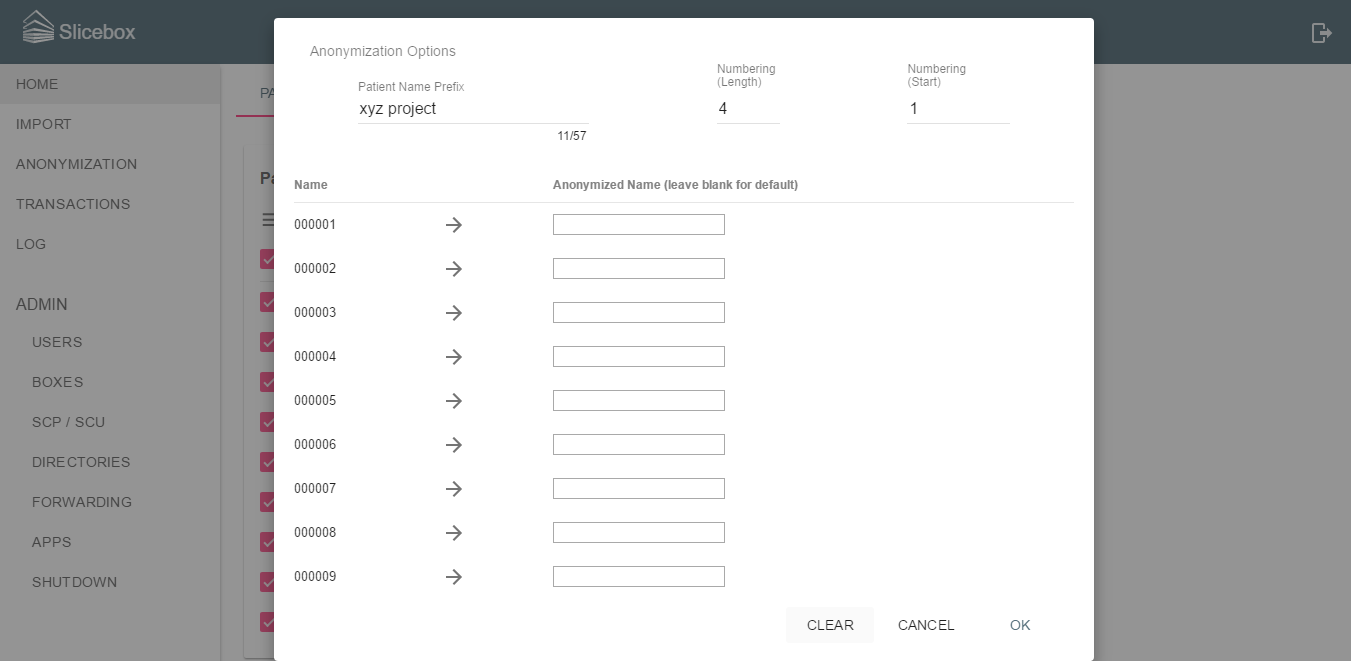 Slicebox
HOME
IMPORT
ANONYMIZATION
TRANSACTIONS
LOG
ADMIN
USERS
BOXES
SCP / SCU
DIRECTORIES
FORWARDING
APPS
SHUTDOWN
Anonymization Options
Patient Name Prefix
xyz project
11/57
Numbering
(Length)
4
Numbering
(Start)
1
Name Anonymized Name (leave blank for default)
000001
000002
000003
000004
000005
000006
000007
000008
000009
CLEAR CANCEL OK